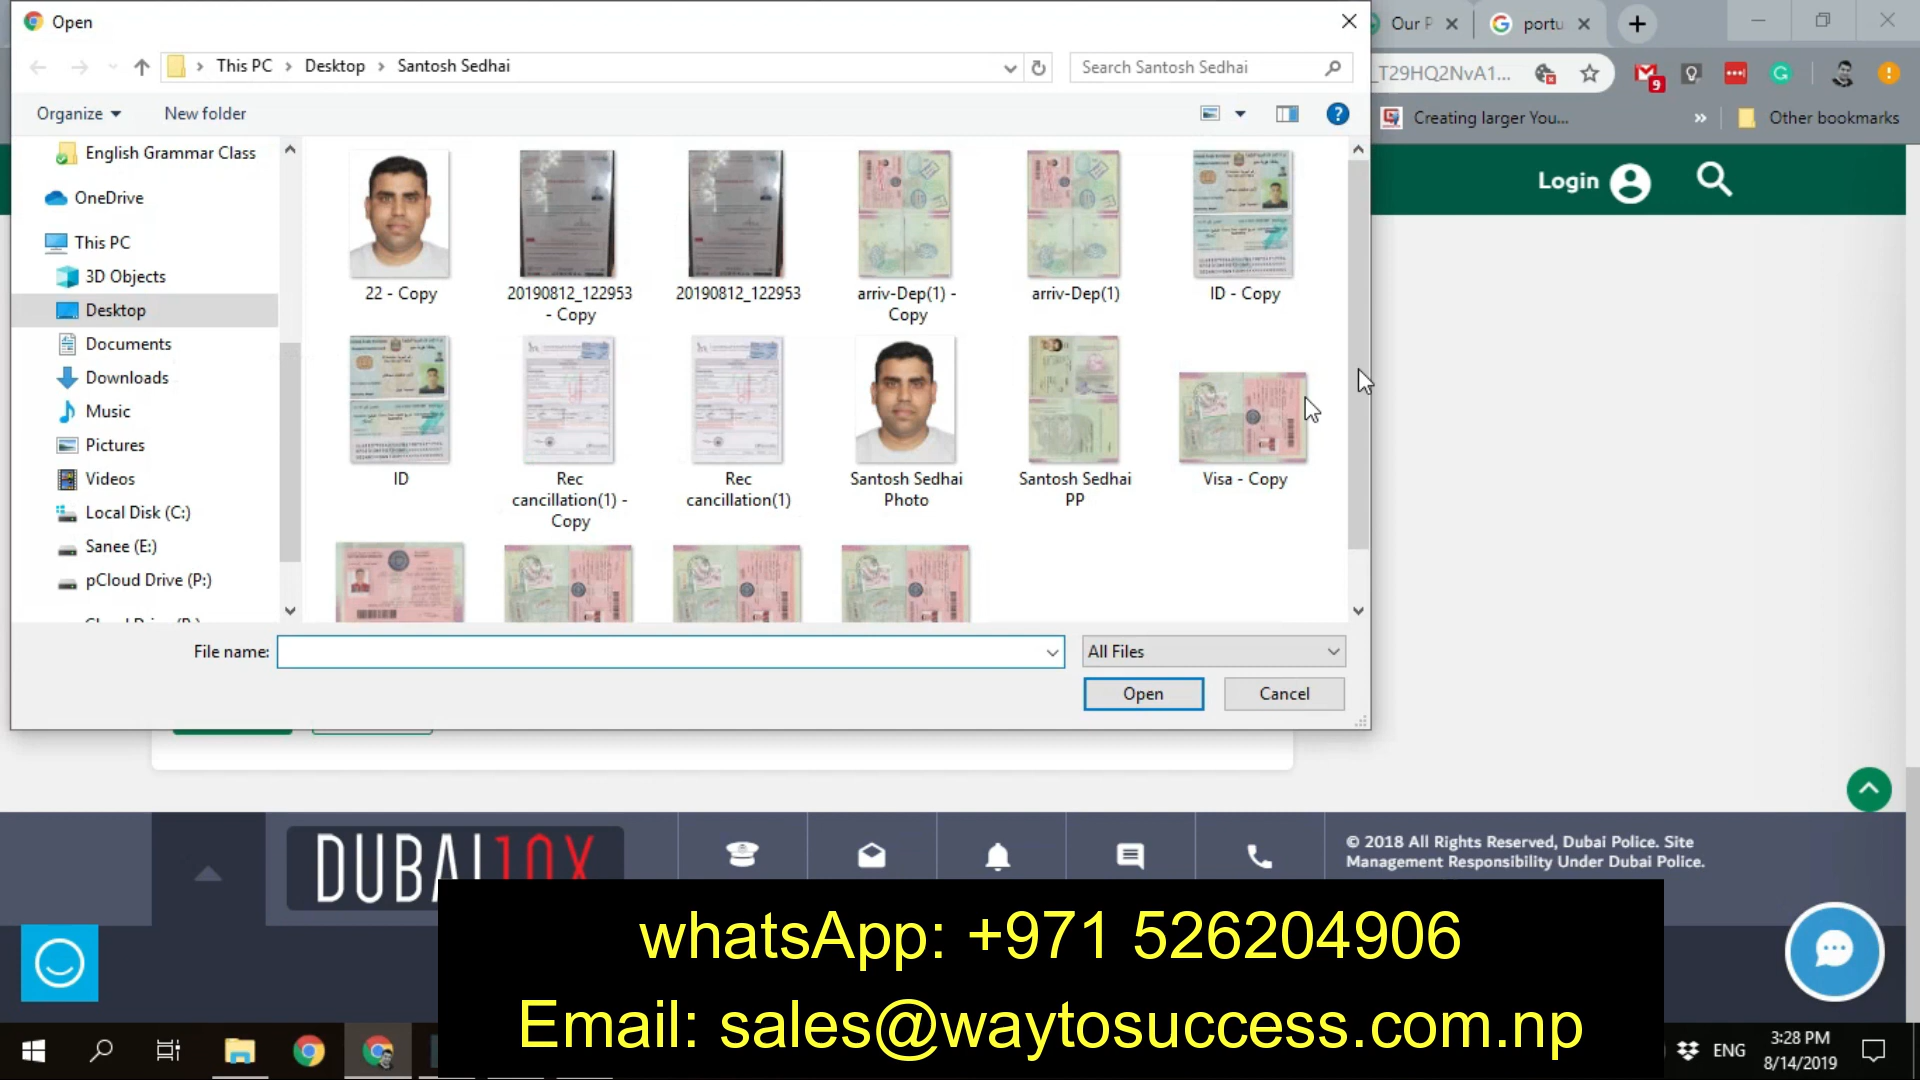 Open
Our P
portu
This PC
Desktop
Santosh Sedhai
Search Santosh Sedhai
_T29HQ2NvA1...
9
Organize
New folder
Creating larger You...
»
Other bookmarks
English Grammar Class
OneDrive
This PC
3D Objects
Desktop
Documents
Downloads
Music
Pictures
Videos
Local Disk (C:)
Sanee (E:)
pCloud Drive (P:)
Login
22 - Copy
20190812_122953
- Copy
20190812_122953
arriv-Dep(1) -
Copy
arriv-Dep(1)
ID - Copy
ID
Rec
cancillation(1) -
Copy
Rec
cancillation(1)
Santosh Sedhai
Photo
Santosh Sedhai
PP
Visa - Copy
File name:
All Files
Open
Cancel
DUBAI10X
© 2018 All Rights Reserved, Dubai Police. Site
Management Responsibility Under Dubai Police.
whatsApp: +971 526204906
Email: sales@waytosuccess.com.np
ENG
3:28 PM
8/14/2019